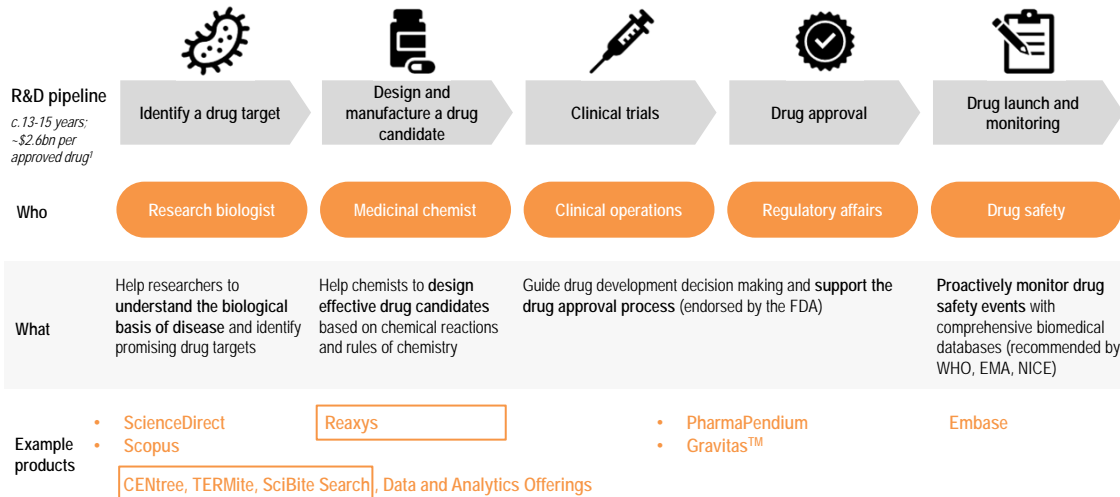 R&D pipeline
c.13-15 years;
~$2.6bn per
approved drug1
Identify a drug target
Design and
manufacture a drug
candidate
Clinical trials
Drug approval
Drug launch and
monitoring
Who
Research biologist
Medicinal chemist
Clinical operations
Regulatory affairs
Drug safety
What
Help researchers to
understand the biological
basis of disease and identify
promising drug targets
Help chemists to design
effective drug candidates
based on chemical reactions
and rules of chemistry
Guide drug development decision making and support the
drug approval process (endorsed by the FDA)
Proactively monitor drug
safety events with
comprehensive biomedical
databases (recommended by
WHO, EMA, NICE)
Example
products
• ScienceDirect
• Scopus
Reaxys
• PharmaPendium
• Gravitas™
Embase
CENtree, TERMite, SciBite Search, Data and Analytics Offerings